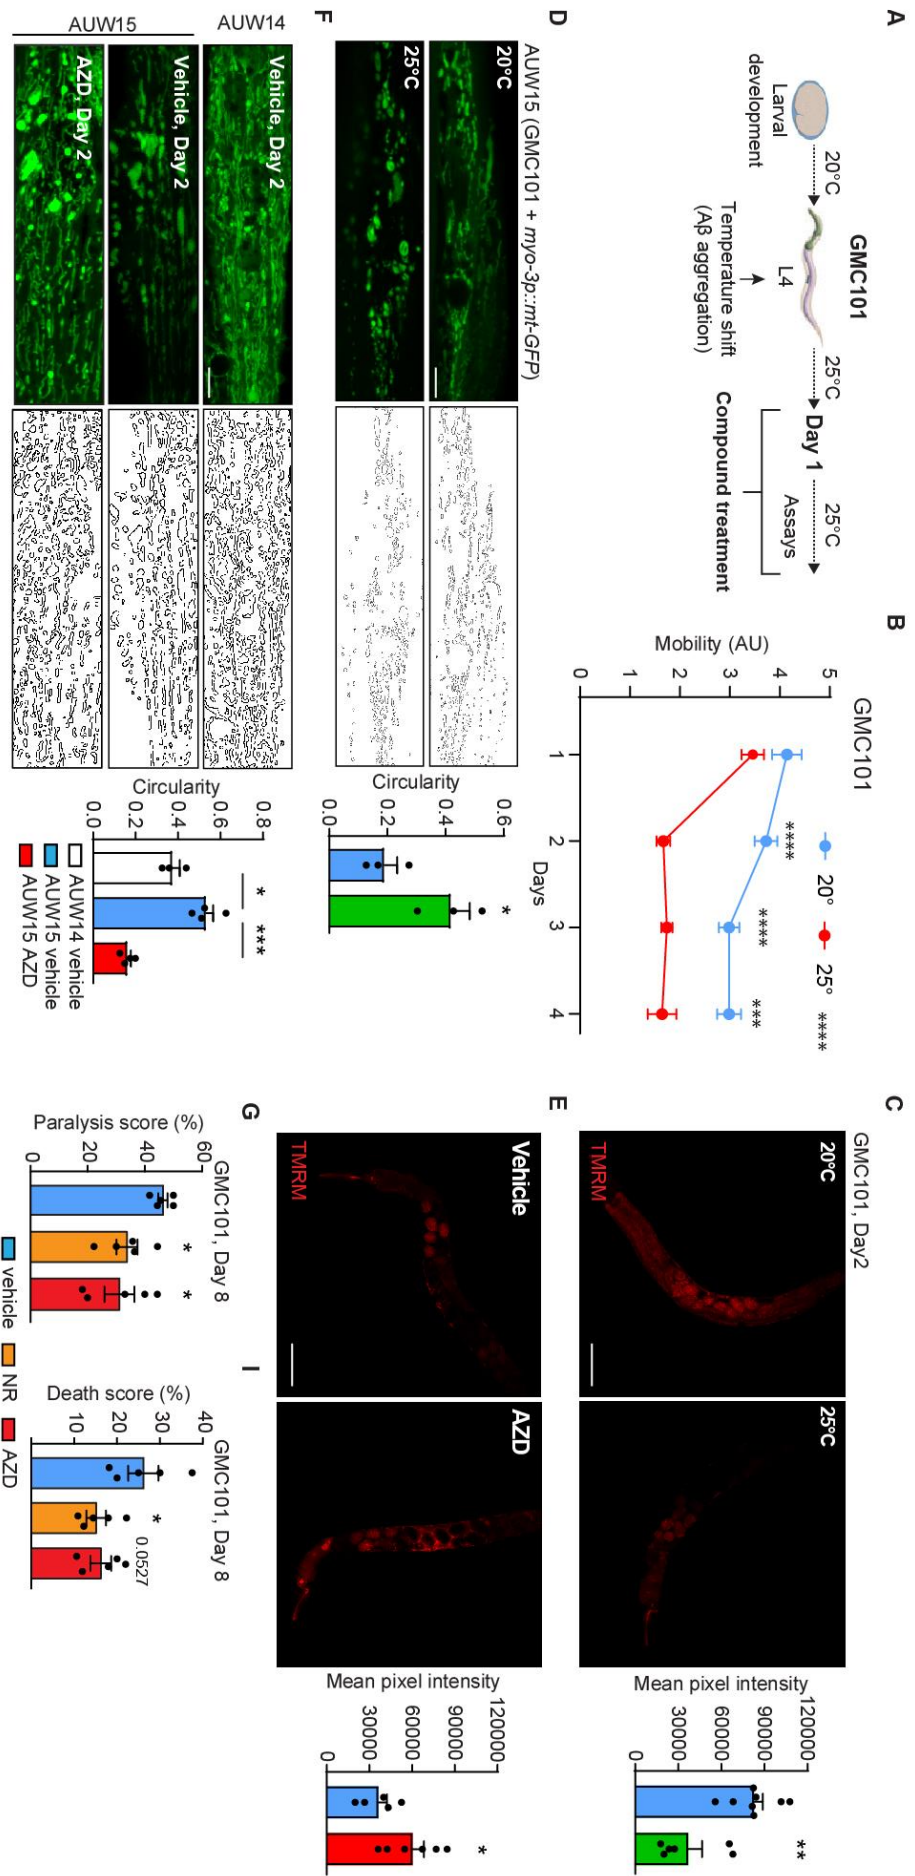 A
GMC101
20°C
25°C
25°C
Larval
development
L4
Day 1
Assays
Temperature shift
(Aβ aggregation)
Compound treatment
B
GMC101
20°
25°
****
Mobility (AU)
5
4
3
2
1
0
****
****
***
1
2
3
4
Days
C
GMC101, Day2
20°C
TMRM
25°C
Mean pixel intensity
120000
90000
60000
30000
0
**
D
AUW15 (GMC101 + myo-3p::mt-GFP)
20°C
25°C
Circularity
0.6
0.4
0.2
0.0
*
E
Vehicle
TMRM
AZD
Mean pixel intensity
120000
90000
60000
30000
0
*
F
AUW14
AUW15
Vehicle, Day 2
Vehicle, Day 2
AZD, Day 2
Circularity
0.8
0.6
0.4
0.2
0.0
*
***
AUW14 vehicle
AUW15 vehicle
AUW15 AZD
G
GMC101, Day 8
Paralysis score (%)
60
40
20
0
*
*
I
GMC101, Day 8
Death score (%)
40
30
20
10
*
0.0527
vehicle
NR
AZD